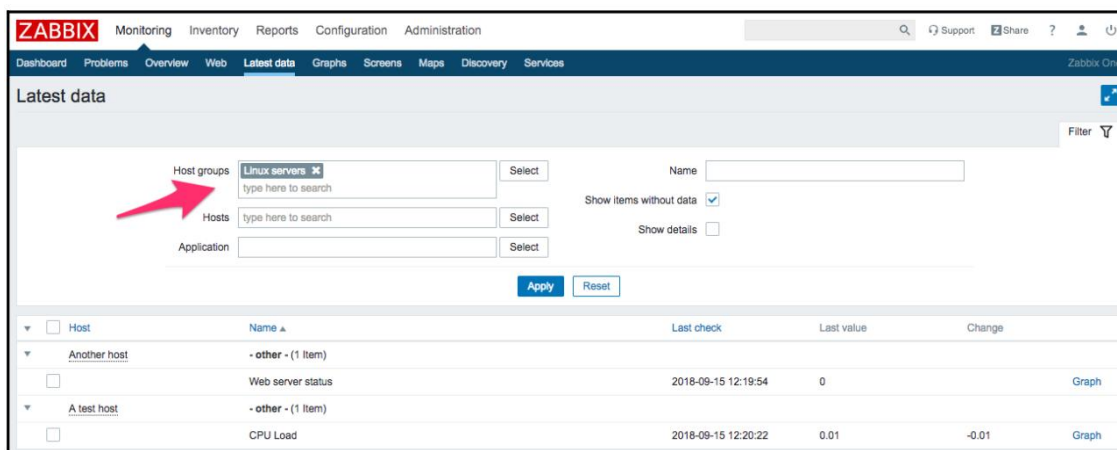 ZABBIX Monitoring Inventory Reports Configuration Administration Support Z Share ?
Dashboard Problems Overview Web Latest data Graphs Screens Maps Discovery Services Zabbix One
Latest data
Filter
Host groups Linux servers ✖ Select Name
type here to search
Show items without data
Hosts type here to search Select
Show details
Application Select
Apply Reset
Host Name Last check Last value Change
Another host - other - (1 Item)
Web server status 2018-09-15 12:19:54 0 Graph
A test host - other - (1 Item)
CPU Load 2018-09-15 12:20:22 0.01 -0.01 Graph